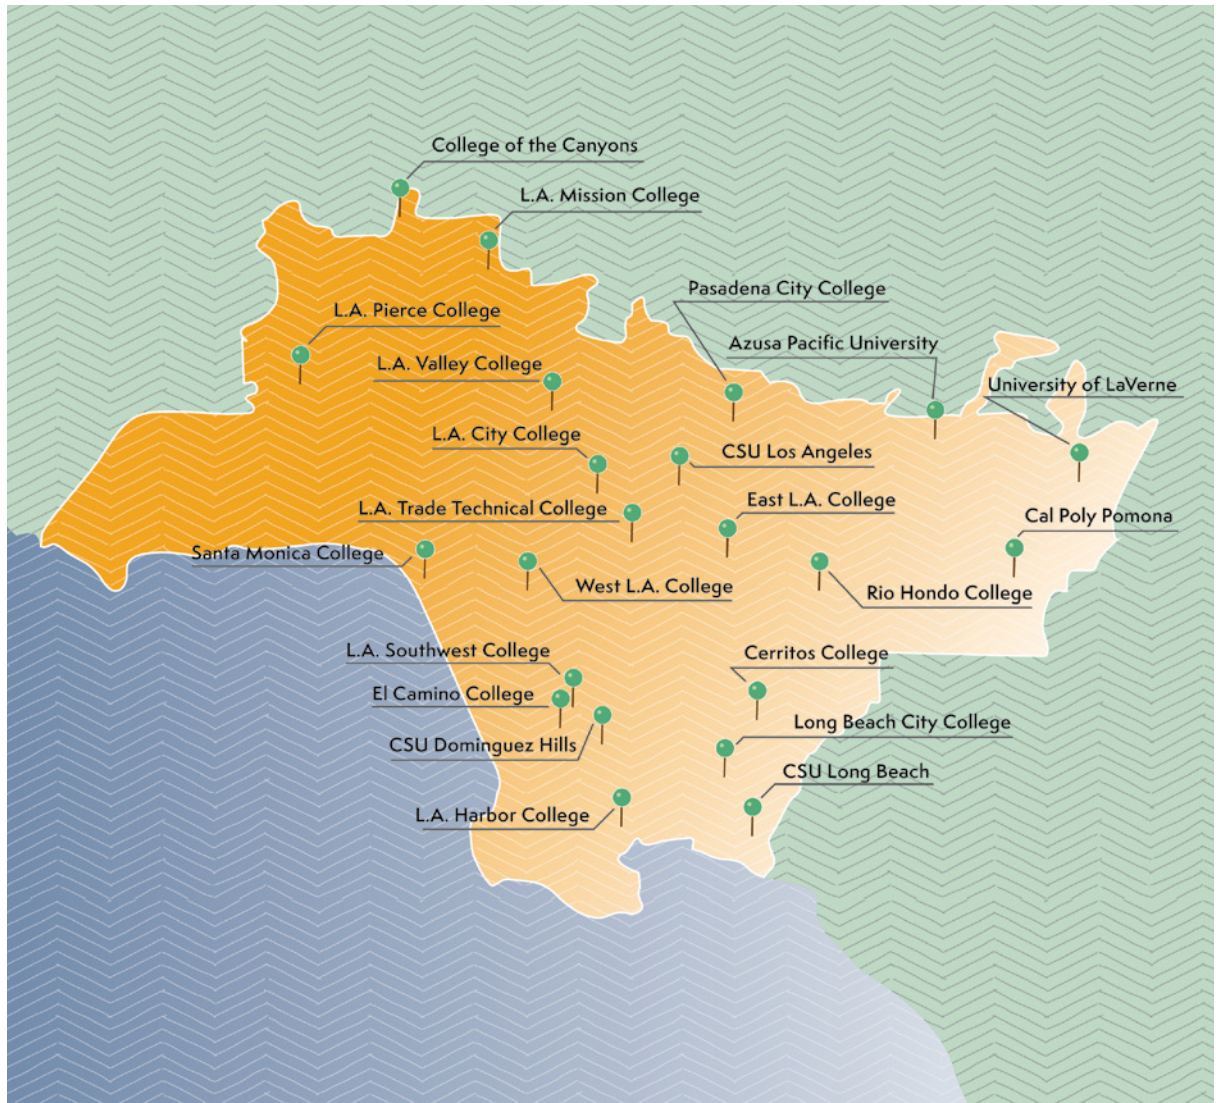 College of the Canyons
L.A. Mission College
Pasadena City College
L.A. Pierce College
Azusa Pacific University
L.A. Valley College
University of LaVerne
L.A. City College
CSU Los Angeles
East L.A. College
L.A. Trade Technical College
Cal Poly Pomona
Santa Monica College
West L.A. College
Rio Hondo College
L.A. Southwest College
Cerritos College
El Camino College
Long Beach City College
CSU Dominguez Hills
CSU Long Beach
L.A. Harbor College